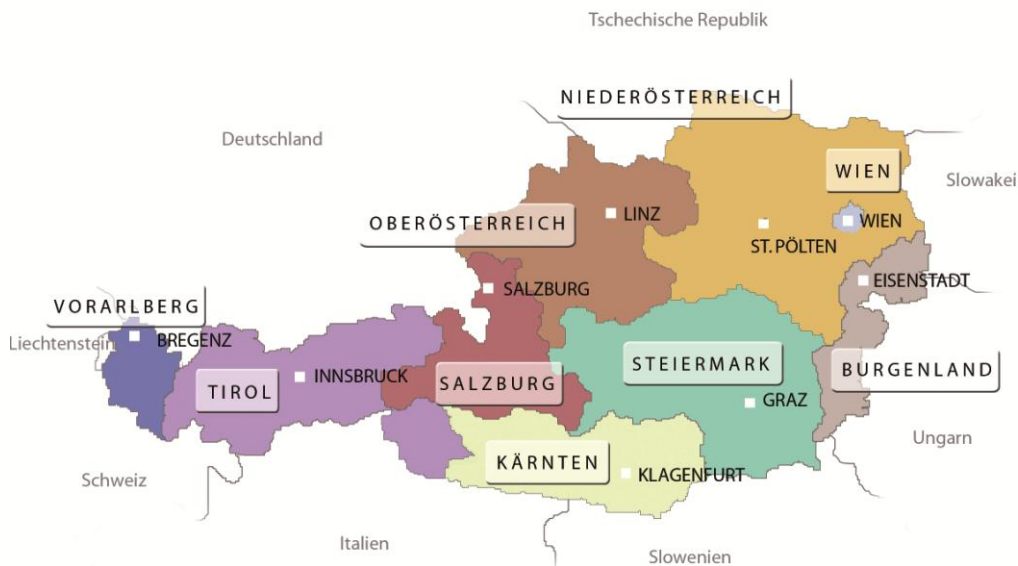 Tschechische Republik
NIEDERÖSTERREICH
Deutschland
WIEN
Slowakei
OBERÖSTERREICH
LINZ
WIEN
ST. PÖLTEN
EISENSTADT
SALZBURG
VORARLBERG
Liechtenstein
BREGENZ
STEIERMARK
BURGENLAND
INNSBRUCK
TIROL
SALZBURG
GRAZ
Ungarn
KÄRNTEN
KLAGENFURT
Schweiz
Italien
Slowenien